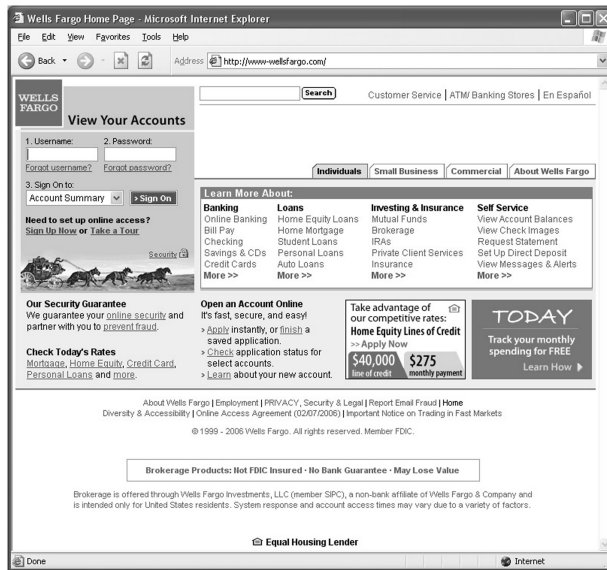 Wells Fargo Home Page - Microsoft Internet Explorer
File Edit View Favorites Tools Help
Back
Address http://www-wellsfargo.com/
WELLS
FARGO
View Your Accounts
Search
Customer Service | ATM/ Banking Stores | En Español
1. Username: 2. Password:
Forgot username? Forgot password?
3. Sign On to:
Account Summary › Sign On
Need to set up online access?
Sign Up Now or Take a Tour
Security
Individuals Small Business Commercial About Wells Fargo
Learn More About:
Banking
Online Banking
Bill Pay
Checking
Savings & CDs
Credit Cards
More >>
Loans
Home Equity Loans
Home Mortgage
Student Loans
Personal Loans
Auto Loans
More >>
Investing & Insurance
Mutual Funds
Brokerage
IRAs
Private Client Services
Insurance
More >>
Self Service
View Account Balances
View Check Images
Request Statement
Set Up Direct Deposit
View Messages & Alerts
More >>
Our Security Guarantee
We guarantee your online security and
partner with you to prevent fraud.
Check Today's Rates
Mortgage, Home Equity, Credit Card,
Personal Loans and more.
Open an Account Online
It's fast, secure, and easy!
› Apply instantly, or finish a
saved application.
› Check application status for
select accounts.
› Learn about your new account.
Take advantage of
our competitive rates:
Home Equity Lines of Credit
>> Apply Now
$40,000
line of credit
$275
monthly payment
TODAY
Track your monthly
spending for FREE
Learn How
About Wells Fargo | Employment | PRIVACY, Security & Legal | Report Email Fraud | Home
Diversity & Accessibility | Online Access Agreement (02/07/2006) | Important Notice on Trading in Fast Markets
© 1999 - 2006 Wells Fargo. All rights reserved. Member FDIC.
Brokerage Products: Not FDIC Insured · No Bank Guarantee · May Lose Value
Brokerage is offered through Wells Fargo Investments, LLC (member SIPC), a non-bank affiliate of Wells Fargo & Company and
is intended only for United States residents. System response and account access times may vary due to a variety of factors.
Equal Housing Lender
Done Internet